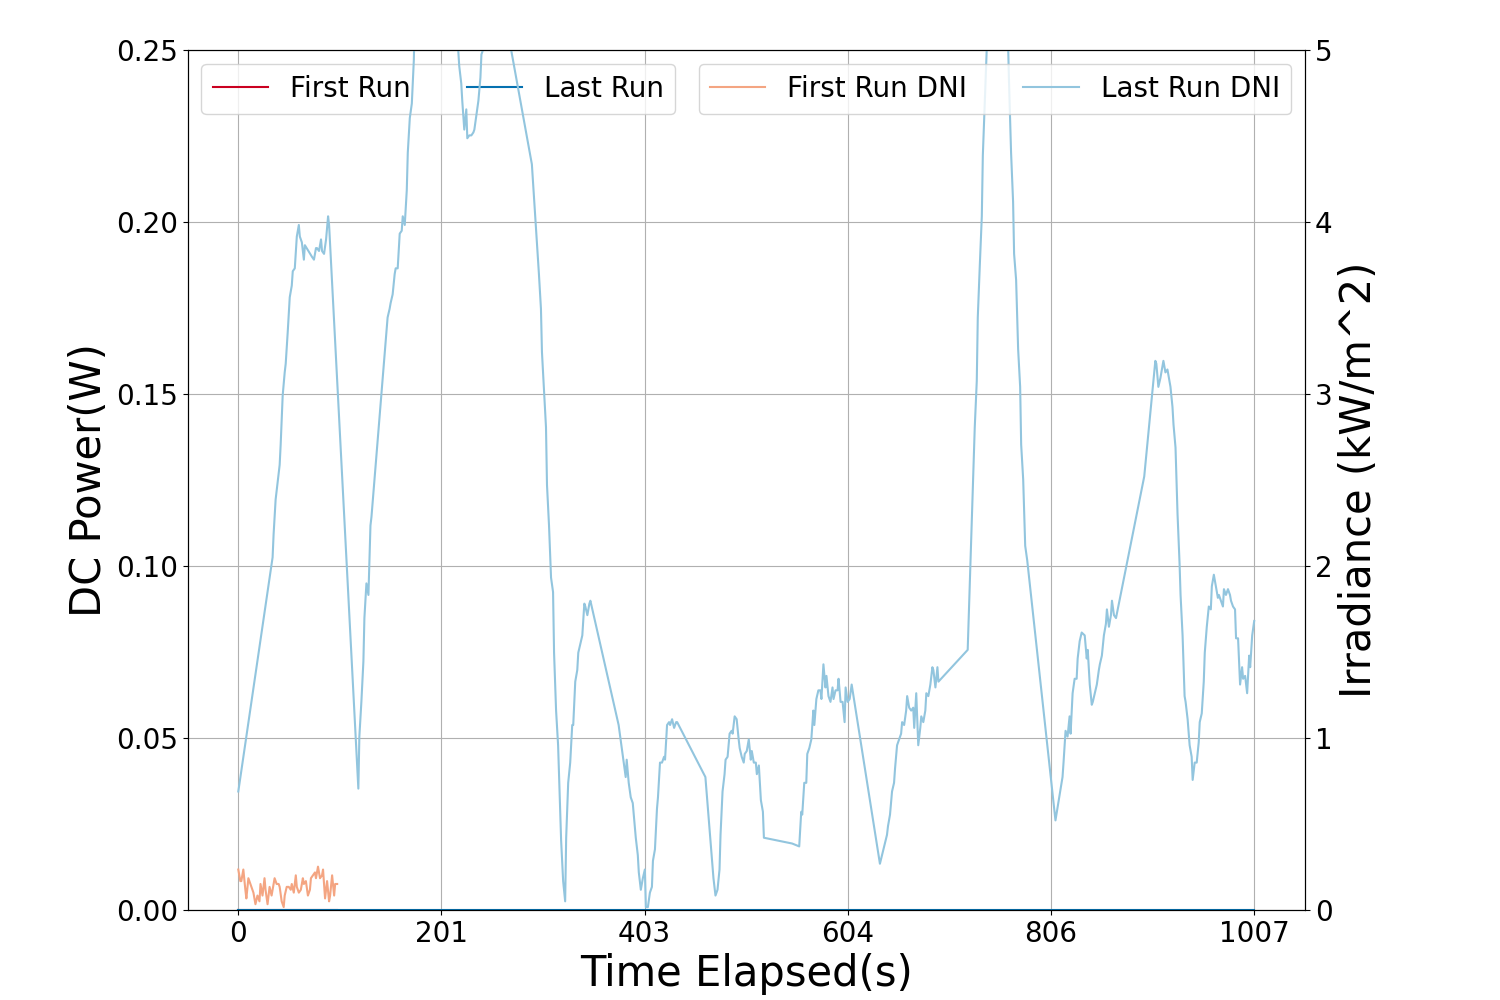 First Run
Last Run
First Run DNI
Last Run DNI
DC Power(W)
0.25
0.20
0.15
0.10
0.05
0.00
5
4
3
2
1
0
Irradiance (kW/m^2)
0 201 403 604 806 1007
Time Elapsed(s)